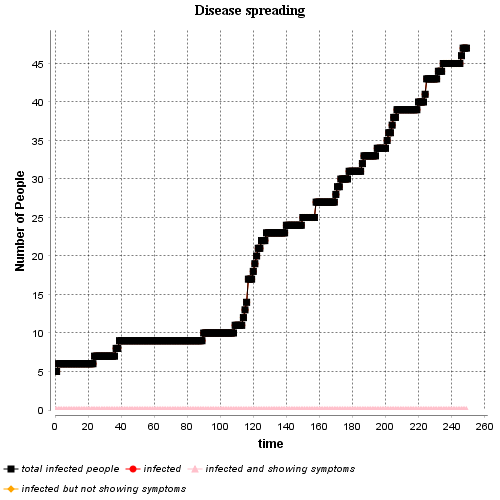 Disease spreading
Number of People
45
40
35
30
25
20
15
10
5
0
0 20 40 60 80 100 120 140 160 180 200 220 240 260
time
total infected people infected infected and showing symptoms
infected but not showing symptoms